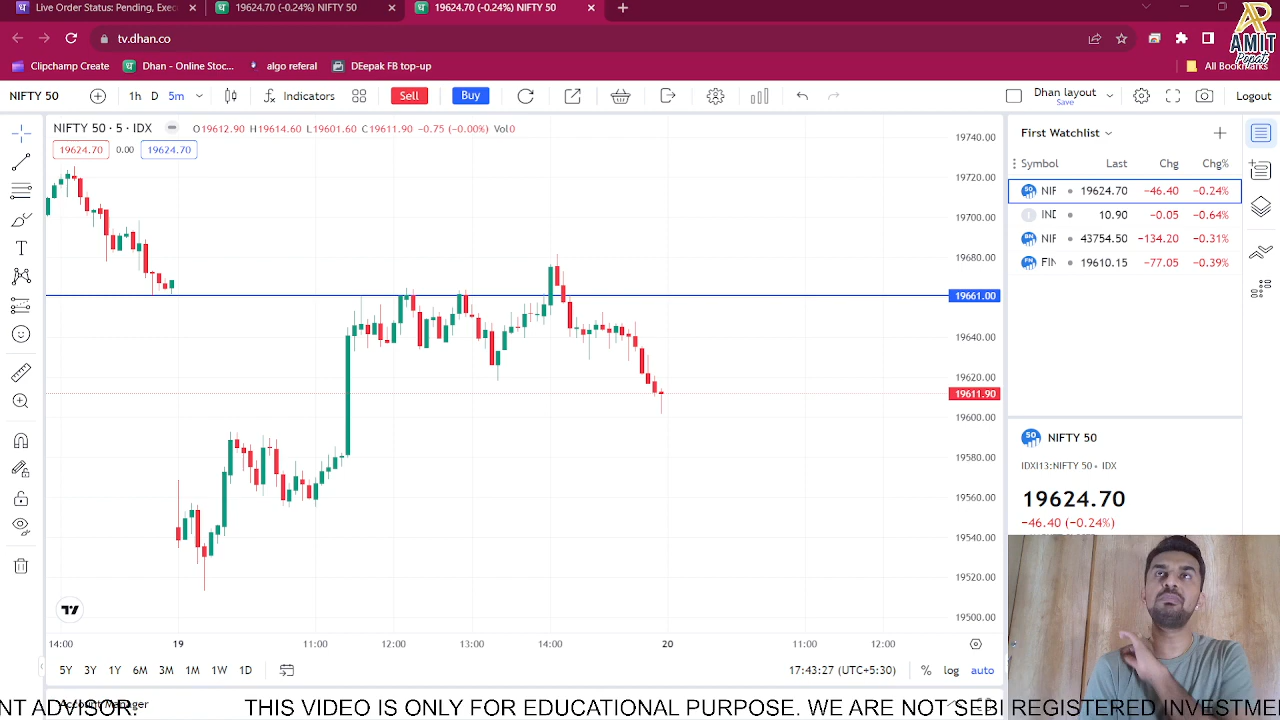 Live Order Status: Pending, Exec
19624.70 (-0.24%) NIFTY 50
19624.70 (-0.24%) NIFTY 50
AP
AMIT
Popat
tv.dhan.co
Clipchamp Create
Dhan - Online Stoc...
algo referal
DEepak FB top-up
All Bookmarks
NIFTY 50
1h D 5m
Indicators
Sell
Buy
Dhan layout
Save
Logout
NIFTY 50 · 5 · IDX
O19612.90 H19614.60 L19601.60 C19611.90 −0.75 (−0.00%) Vol0
19624.70 0.00 19624.70
19740.00
19720.00
19700.00
19680.00
19661.00
19640.00
19620.00
19611.90
19600.00
19580.00
19560.00
19540.00
19520.00
19500.00
14:00 19 11:00 12:00 13:00 14:00 20 11:00 12:00
5Y 3Y 1Y 6M 3M 1M 1W 1D
17:43:27 (UTC+5:30) % log auto
First Watchlist
Symbol Last Chg Chg%
NIF 19624.70 −46.40 −0.24%
IND 10.90 −0.05 −0.64%
NIF 43754.50 −134.20 −0.31%
FIN 19610.15 −77.05 −0.39%
50 NIFTY 50
IDXI13:NIFTY 50 • IDX
19624.70
−46.40 (−0.24%)
Account Manager
NT ADVISOR. THIS VIDEO IS ONLY FOR EDUCATIONAL PURPOSE. WE ARE NOT SEBI REGISTERED INVESTME